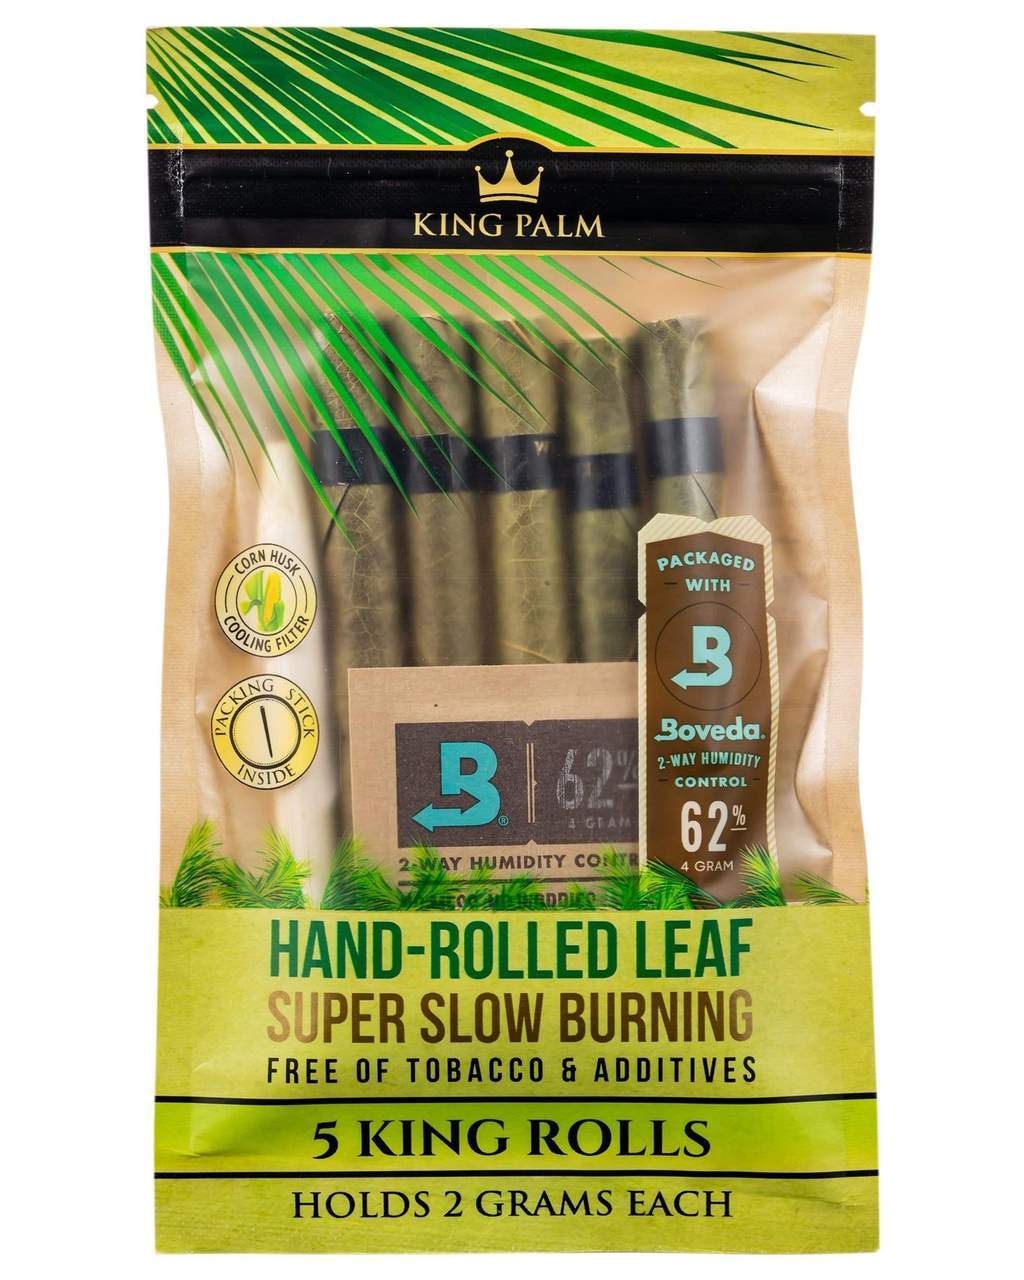 KING PALM
CORN HUSK
COOLING FILTER
PACKING STICK
INSIDE
PACKAGED
WITH
B
Boveda®
2-WAY HUMIDITY
CONTROL
62%
4 GRAM
B®
62%
4 GRAM
2-WAY HUMIDITY
HAND-ROLLED LEAF
SUPER SLOW BURNING
FREE OF TOBACCO & ADDITIVES
5 KING ROLLS
HOLDS 2 GRAMS EACH